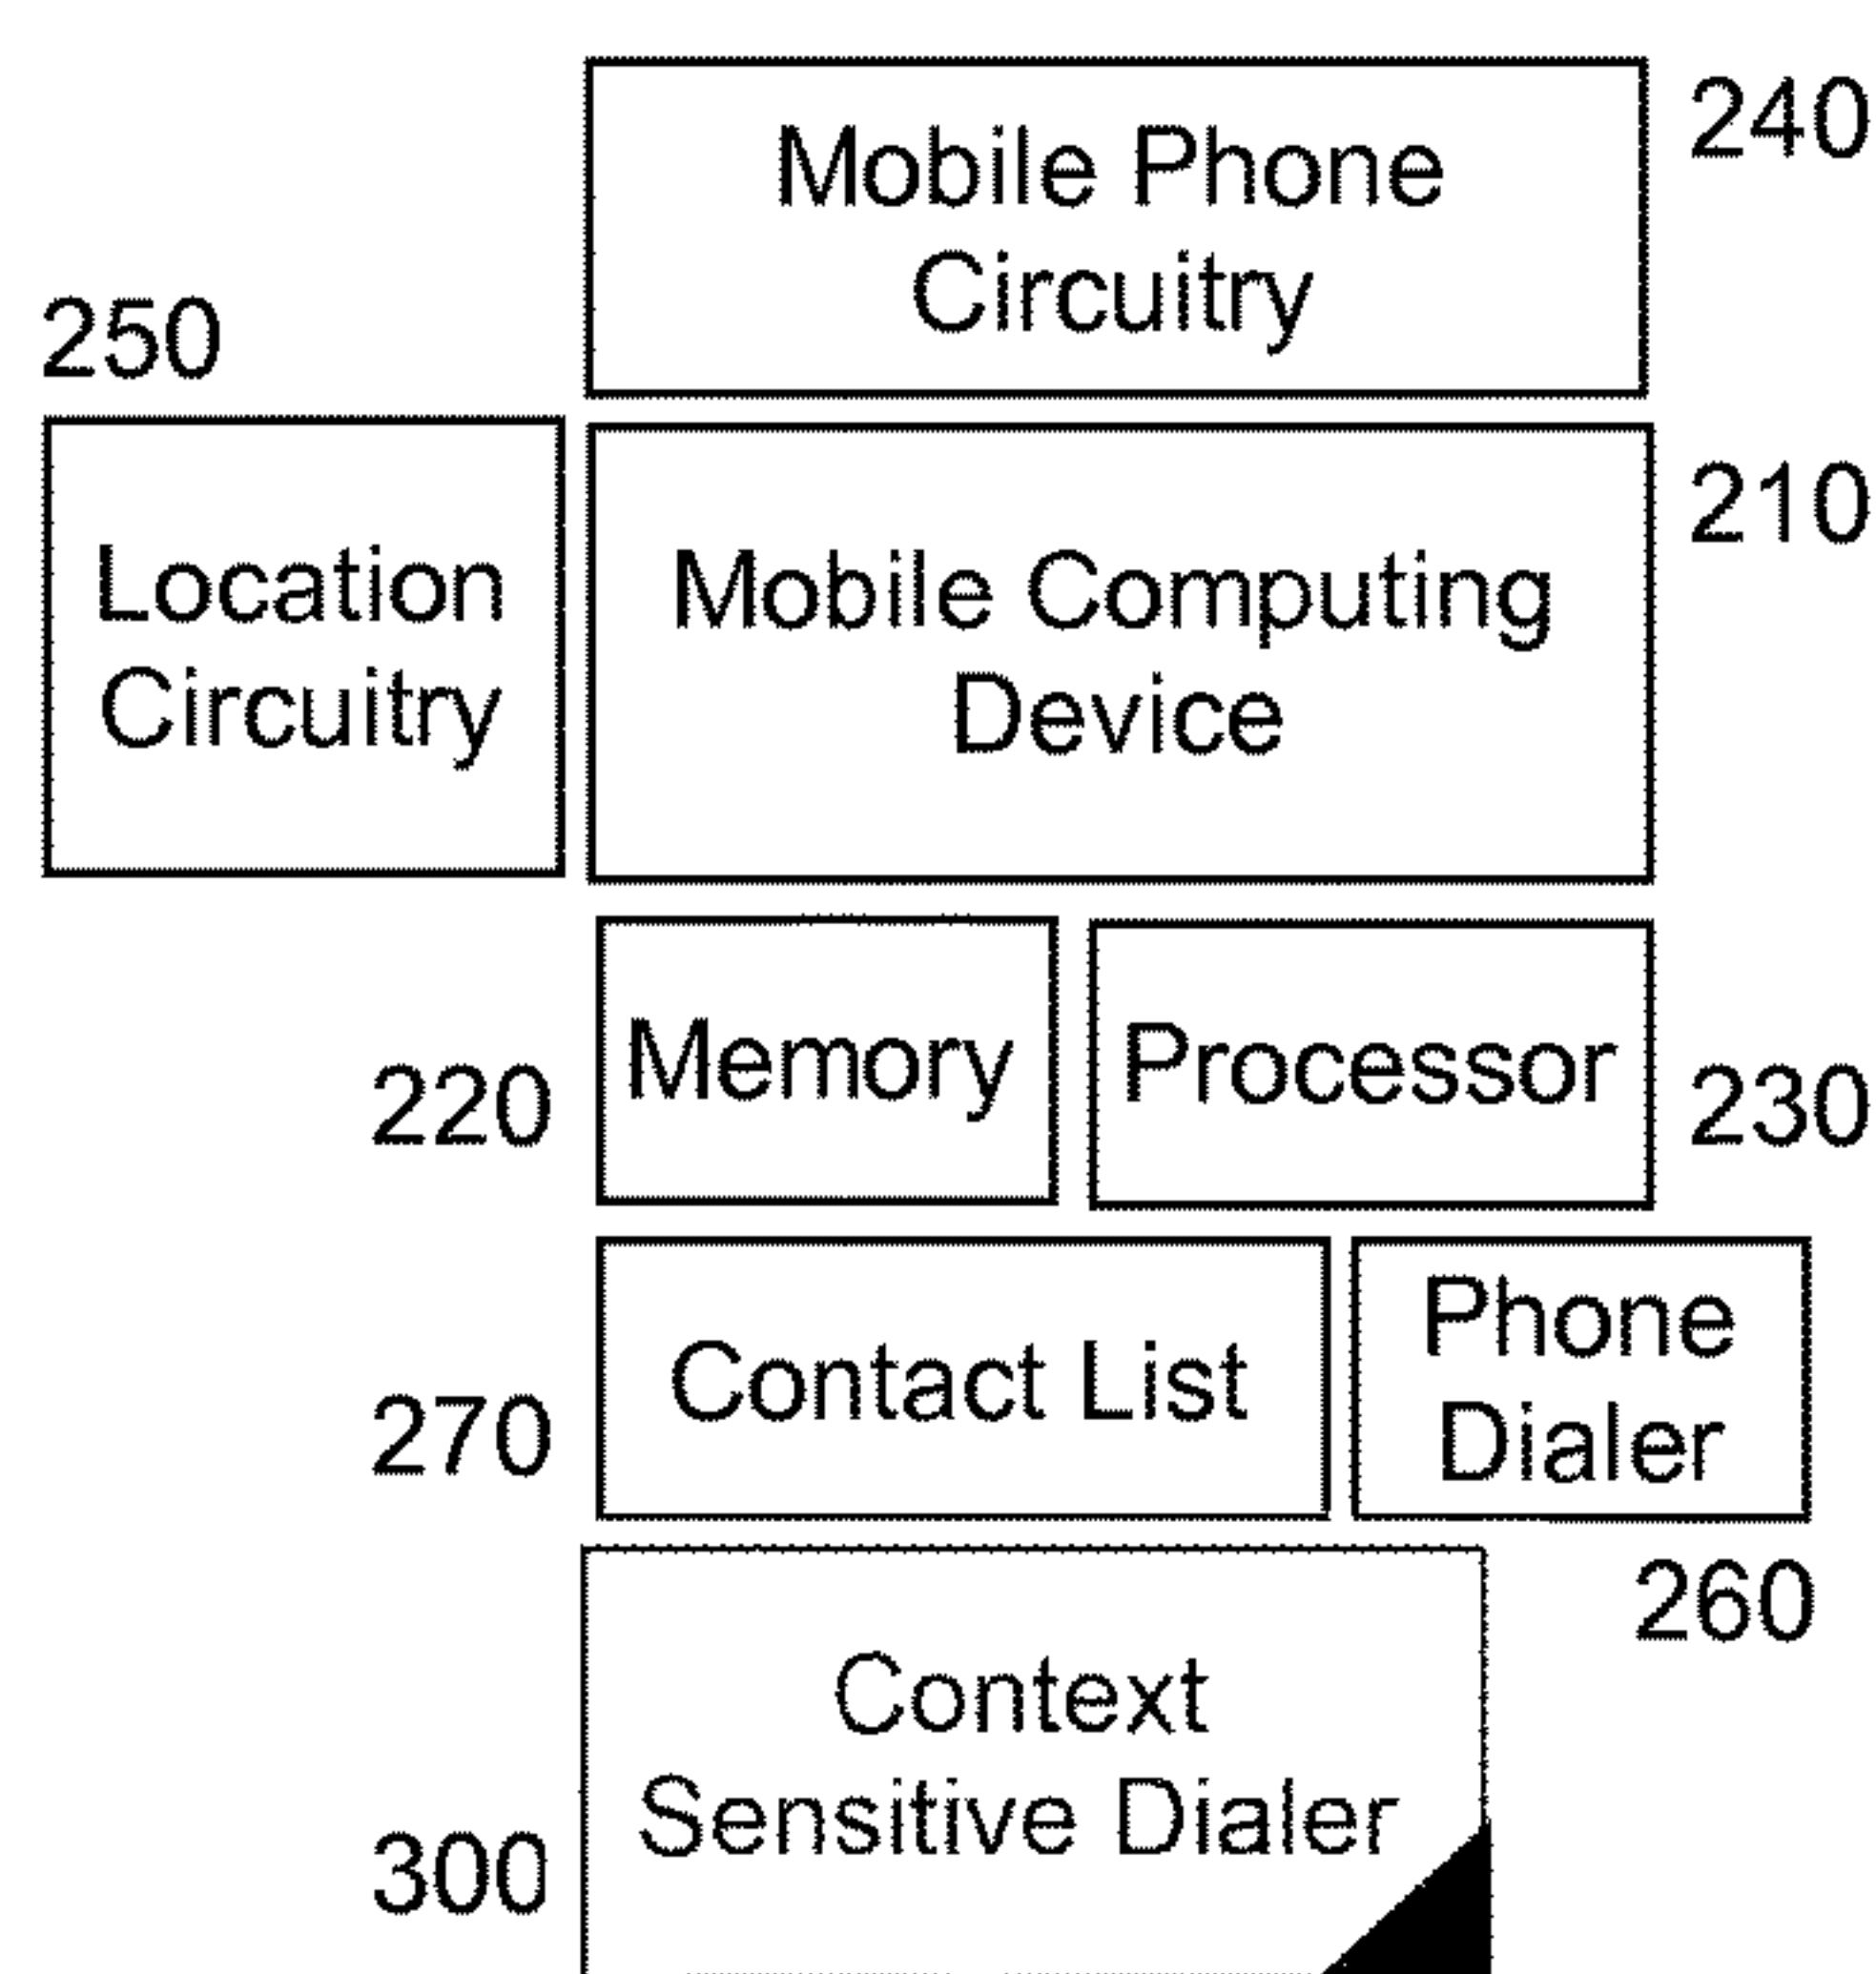 Mobile Phone
Circuitry
240
250
Location
Circuitry
Mobile Computing
Device
210
220
Memory
Processor
230
270
Contact List
Phone
Dialer
260
Context
Sensitive Dialer
300